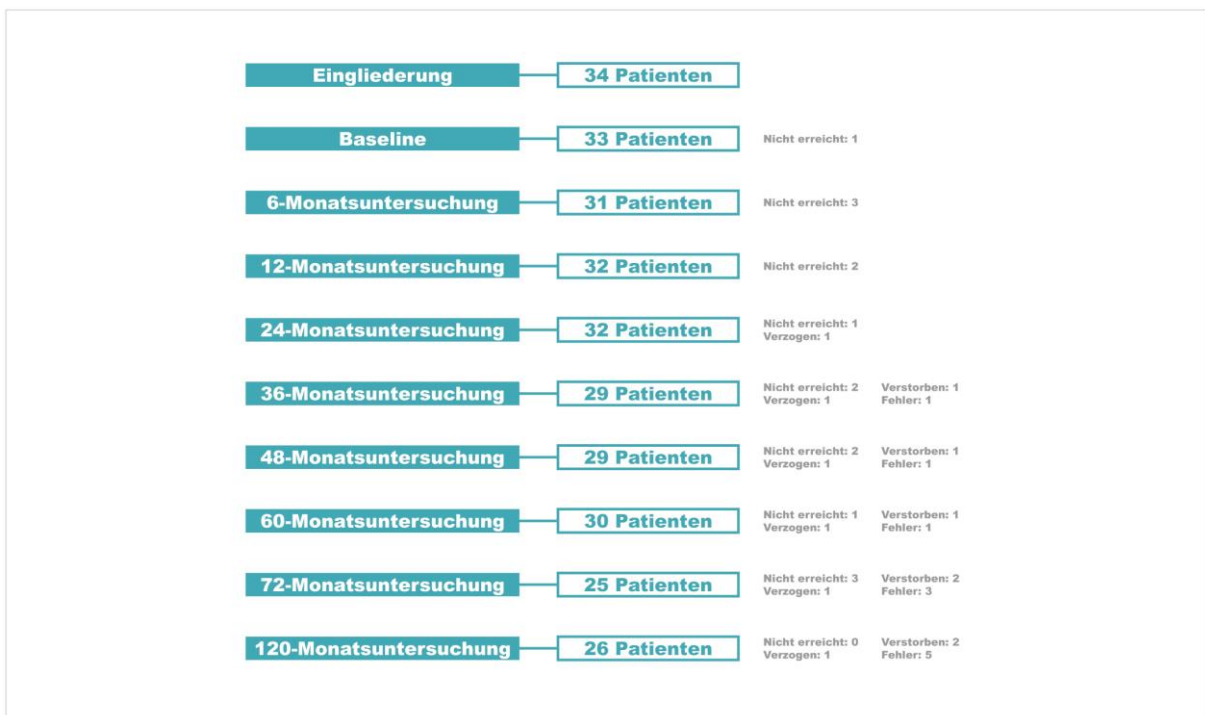 Eingliederung 34 Patienten
Baseline 33 Patienten Nicht erreicht: 1
6-Monatsuntersuchung 31 Patienten Nicht erreicht: 3
12-Monatsuntersuchung 32 Patienten Nicht erreicht: 2
24-Monatsuntersuchung 32 Patienten Nicht erreicht: 1
Verzogen: 1
36-Monatsuntersuchung 29 Patienten Nicht erreicht: 2 Verstorben: 1
Verzogen: 1 Fehler: 1
48-Monatsuntersuchung 29 Patienten Nicht erreicht: 2 Verstorben: 1
Verzogen: 1 Fehler: 1
60-Monatsuntersuchung 30 Patienten Nicht erreicht: 1 Verstorben: 1
Verzogen: 1 Fehler: 1
72-Monatsuntersuchung 25 Patienten Nicht erreicht: 3 Verstorben: 2
Verzogen: 1 Fehler: 3
120-Monatsuntersuchung 26 Patienten Nicht erreicht: 0 Verstorben: 2
Verzogen: 1 Fehler: 5